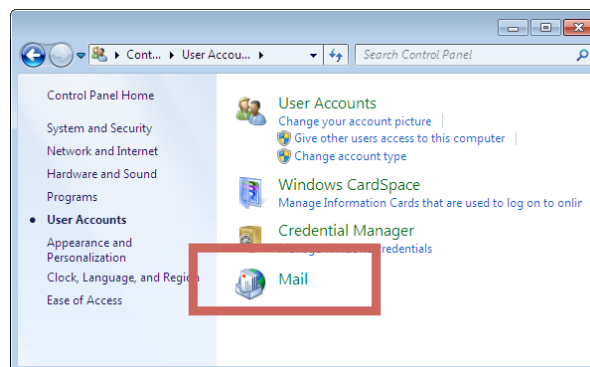 Cont... User Accou...
Search Control Panel
Control Panel Home
System and Security
Network and Internet
Hardware and Sound
Programs
User Accounts
Appearance and
Personalization
Clock, Language, and Region
Ease of Access
User Accounts
Change your account picture
Give other users access to this computer
Change account type
Windows CardSpace
Manage Information Cards that are used to log on to onlir
Credential Manager
Manage Windows credentials
Mail